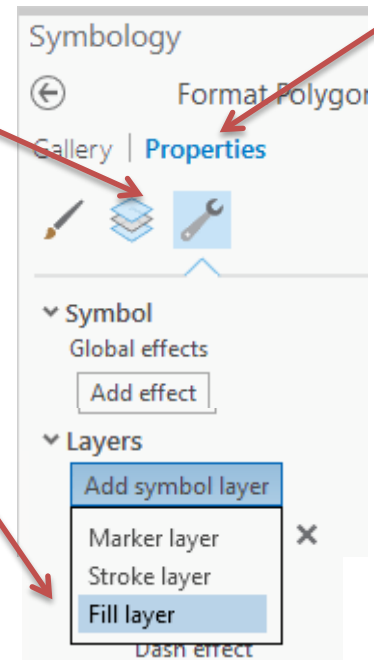 Symbology
Format Polygon
Gallery | Properties
Symbol
Global effects
Add effect
Layers
Add symbol layer
Marker layer
Stroke layer
Fill layer
Dash effect